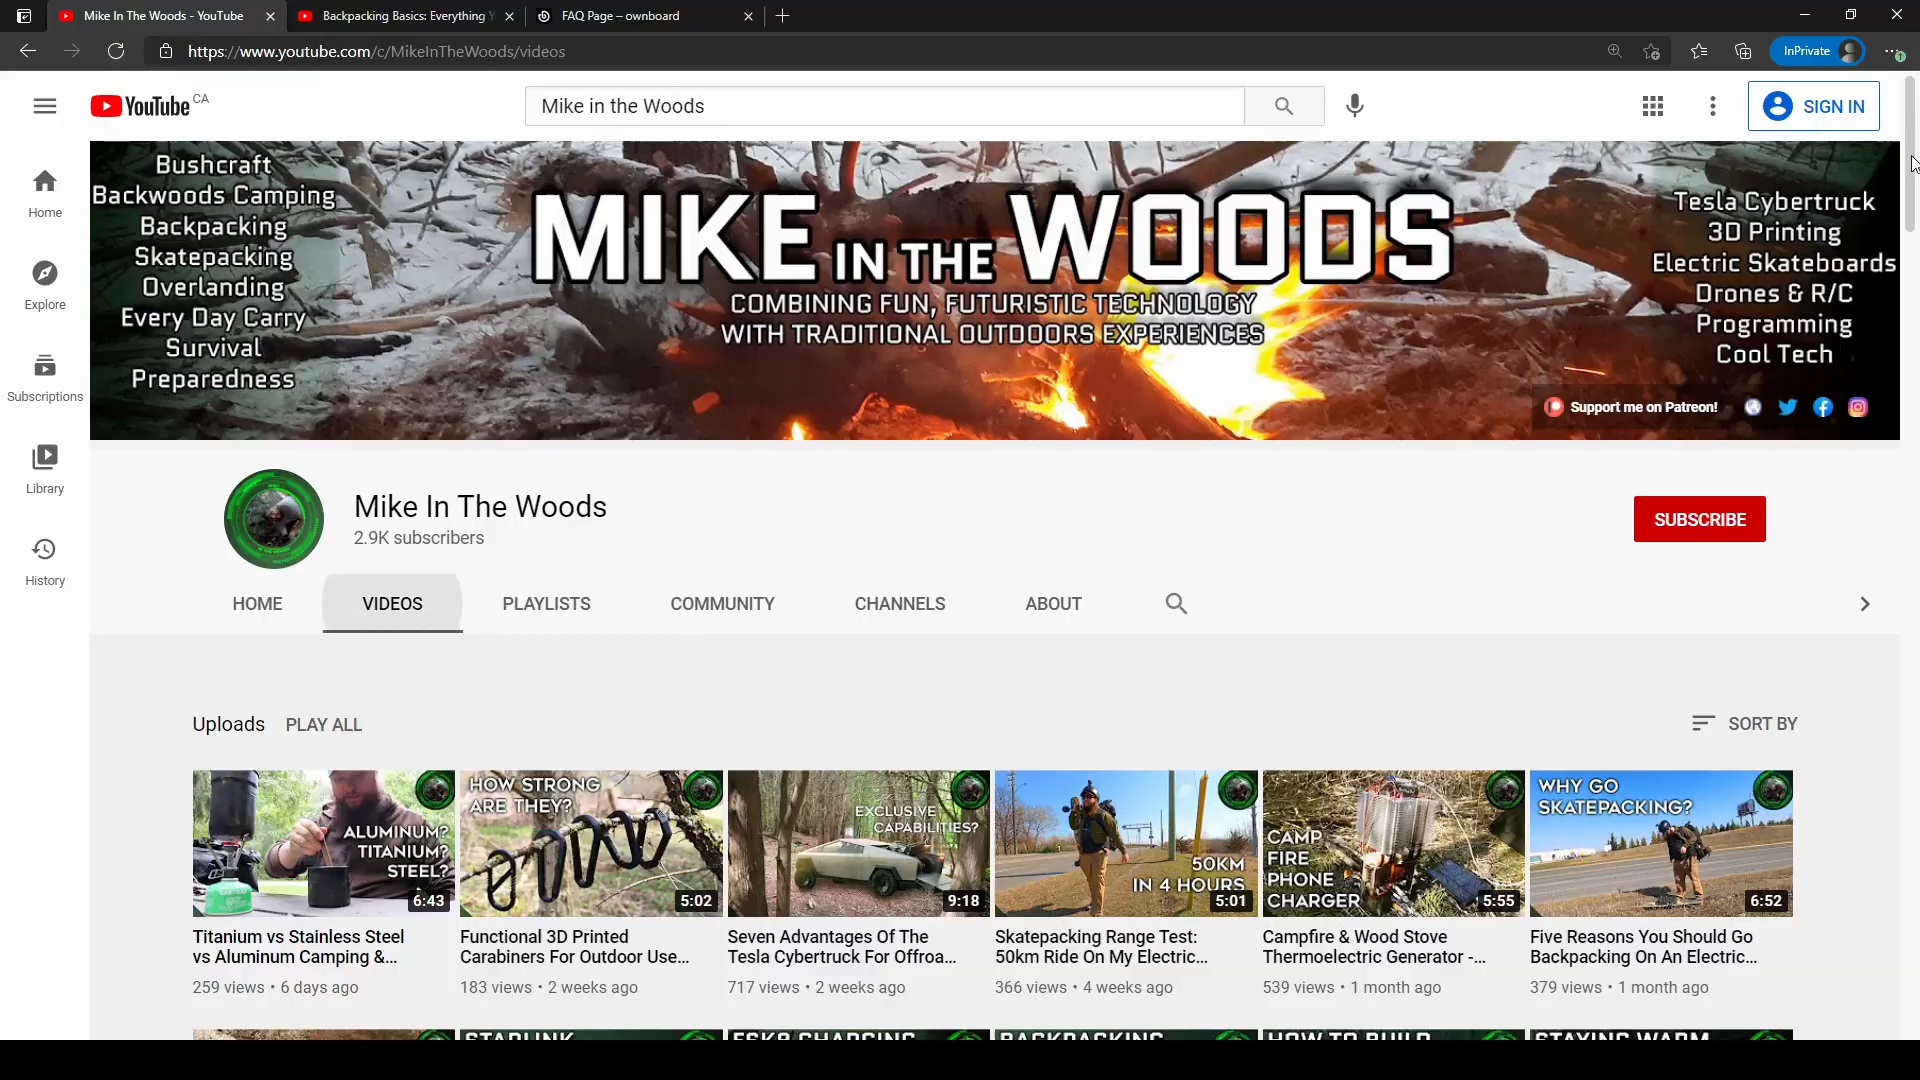 Mike In The Woods - YouTube
Backpacking Basics: Everything Y
FAQ Page – ownboard
https://www.youtube.com/c/MikeInTheWoods/videos
InPrivate
YouTube CA
Mike in the Woods
SIGN IN
Home
Explore
Subscriptions
Library
History
Bushcraft
Backwoods Camping
Backpacking
Skatepacking
Overlanding
Every Day Carry
Survival
Preparedness
MIKE IN THE WOODS
COMBINING FUN, FUTURISTIC TECHNOLOGY
WITH TRADITIONAL OUTDOORS EXPERIENCES
Tesla Cybertruck
3D Printing
Electric Skateboards
Drones & R/C
Programming
Cool Tech
Support me on Patreon!
Mike In The Woods
2.9K subscribers
SUBSCRIBE
HOME
VIDEOS
PLAYLISTS
COMMUNITY
CHANNELS
ABOUT
Uploads
PLAY ALL
SORT BY
ALUMINUM?
TITANIUM?
STEEL?
6:43
Titanium vs Stainless Steel
vs Aluminum Camping &...
259 views • 6 days ago
HOW STRONG
ARE THEY?
5:02
Functional 3D Printed
Carabiners For Outdoor Use...
183 views • 2 weeks ago
EXCLUSIVE
CAPABILITIES?
9:18
Seven Advantages Of The
Tesla Cybertruck For Offroa...
717 views • 2 weeks ago
50KM
IN 4 HOURS
5:01
Skatepacking Range Test:
50km Ride On My Electric...
366 views • 4 weeks ago
CAMP
FIRE
PHONE
CHARGER
5:55
Campfire & Wood Stove
Thermoelectric Generator -...
539 views • 1 month ago
WHY GO
SKATEPACKING?
6:52
Five Reasons You Should Go
Backpacking On An Electric...
379 views • 1 month ago
STARLINK
ESK8 CHARGING
BACKPACKING
HOW TO BUILD
STAYING WARM